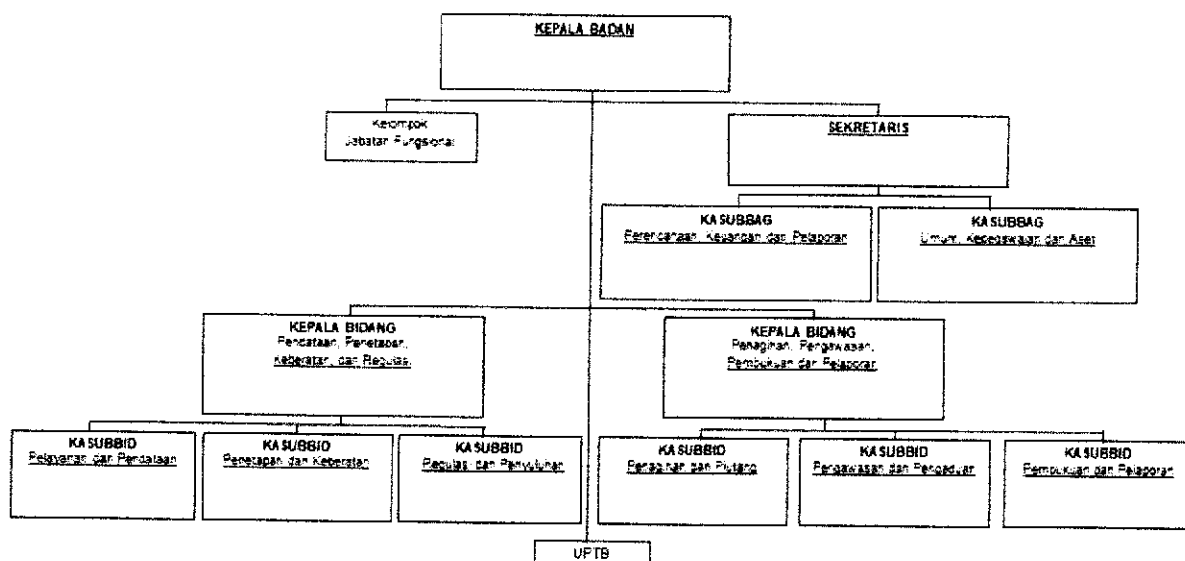 KEPALA BADAN
Kelompok
Jabatan Fungsional
SEKRETARIS
KASUBBAG
Perencanaan, Keuangan dan Pelaporan
KASUBBAG
Umum, Kepegawaian dan Aset
KEPALA BIDANG
Pendataan, Penetapan,
Keberatan, dan Regulasi
KEPALA BIDANG
Penagihan, Pengawasan,
Pembukuan dan Pelaporan
KASUBBID
Pelayanan dan Pendataan
KASUBBID
Penetapan dan Keberatan
KASUBBID
Regulasi dan Penyuluhan
KASUBBID
Penagihan dan Piutang
KASUBBID
Pengawasan dan Pengaduan
KASUBBID
Pembukuan dan Pelaporan
UPTB